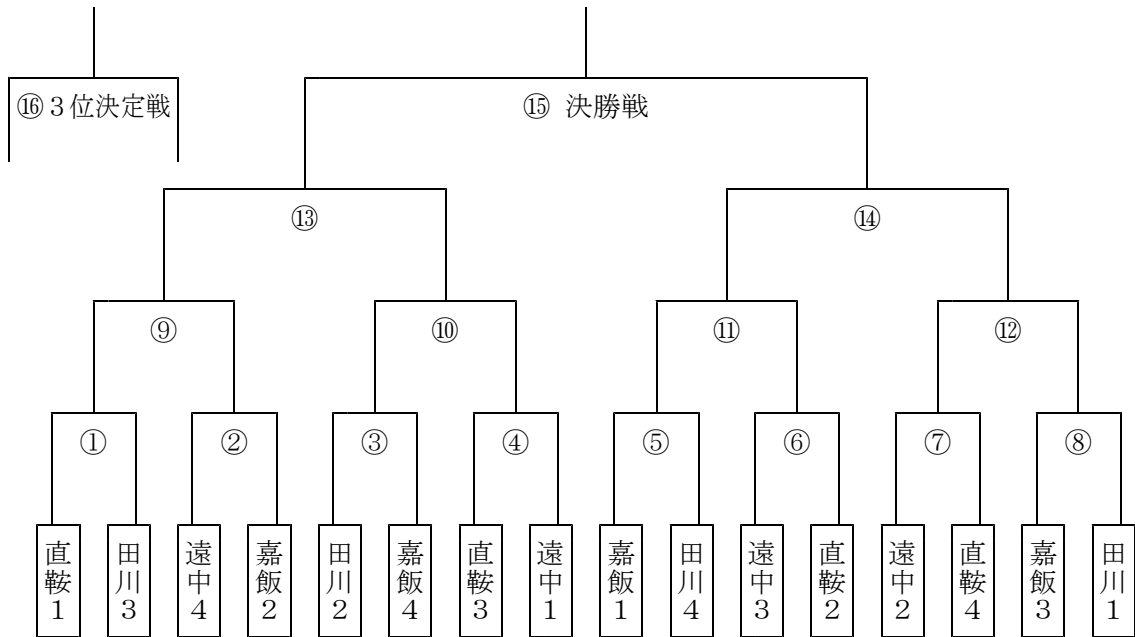 ⑯３位決定戦
⑮ 決勝戦
⑬
⑭
⑨
⑩
⑪
⑫
①
②
③
④
⑤
⑥
⑦
⑧
直鞍１
田川３
遠中４
嘉飯２
田川２
嘉飯４
直鞍３
遠中１
嘉飯１
田川４
遠中３
直鞍２
遠中２
直鞍４
嘉飯３
田川１